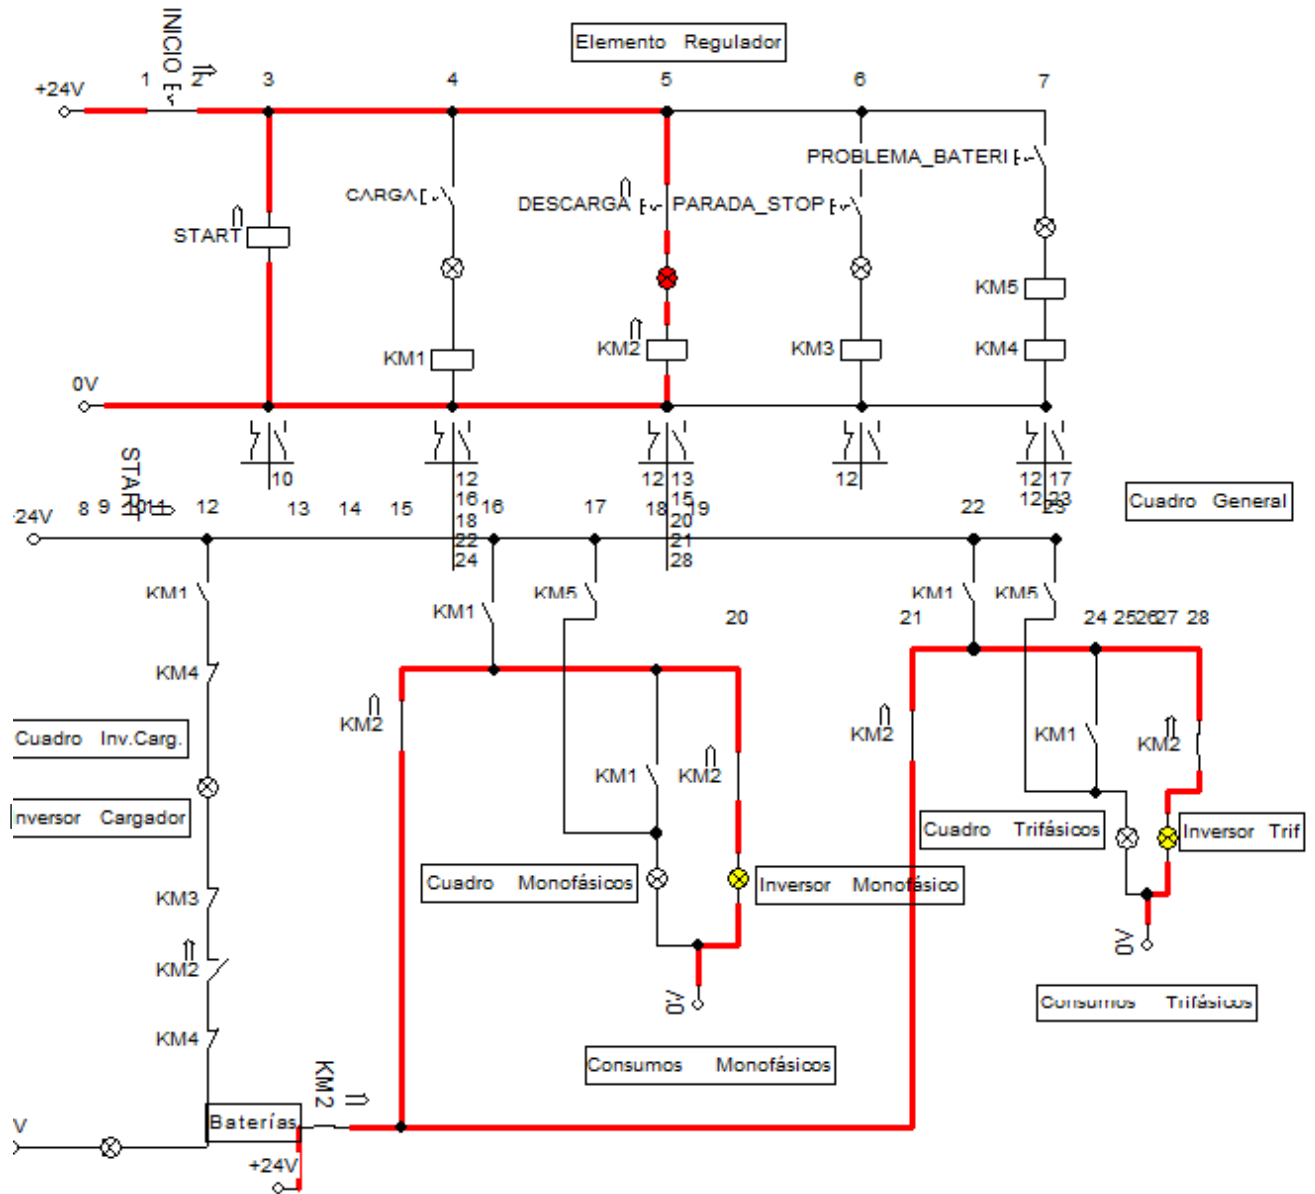 INICIO
Elemento Regulador
1 2 3 4 5 6 7
+24V
PROBLEMA_BATERI
CARGA
DESCARGA
PARADA_STOP
START
KM5
KM1
KM2
KM3
KM4
0V
START
10
12
16
18
22
24
12 13
15
20
21
28
12
12 17
12 23
Cuadro General
8 9 11 12 13 14 15 16 17 18 19 22 23
-24V
KM1
KM1
KM5
KM1
KM5
20
21
24 25 26 27 28
KM4
KM2
KM2
KM1
KM2
Cuadro Inv.Carg.
KM1
KM2
nversor Cargador
Cuadro Trifásicos
Inversor Trif
Cuadro Monofásicos
Inversor Monofásico
KM3
KM2
0V
0V
Consumos Trifásicos
KM4
Consumos Monofásicos
KM2
Baterías
V
+24V